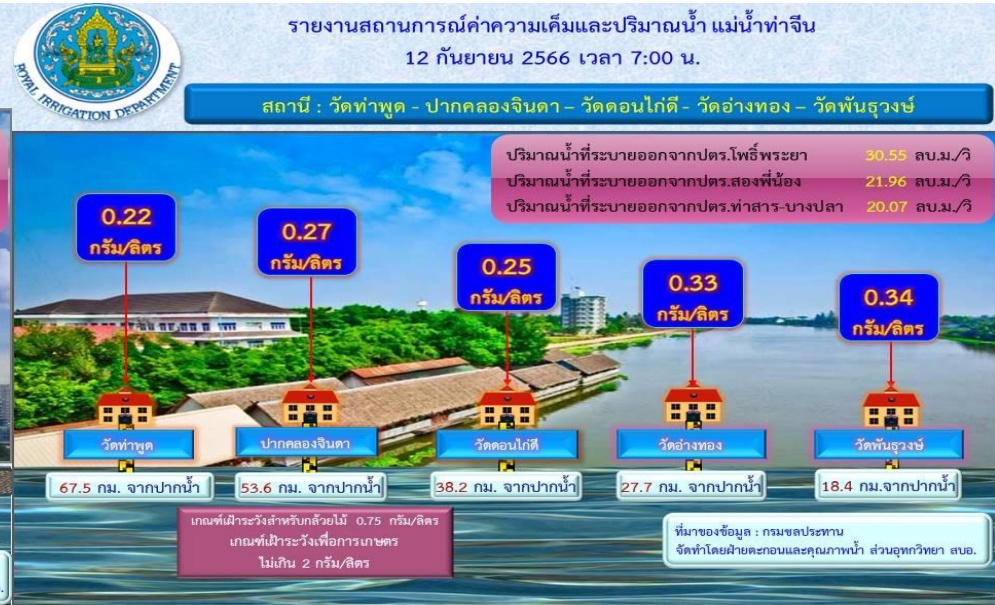 รายงานสถานการณ์ค่าความเค็มและปริมาณน้ำ แม่น้ำท่าจีน
12 กันยายน 2566 เวลา 7:00 น.
ROYAL IRRIGATION DEPARTMENT
สถานี : วัดท่าพูด - ปากคลองจินดา – วัดดอนไก่ดี - วัดอ่างทอง – วัดพันธุวงษ์
ปริมาณน้ำที่ระบายออกจากปตร.โพธิ์พระยา 30.55 ลบ.ม./วิ
ปริมาณน้ำที่ระบายออกจากปตร.สองพี่น้อง 21.96 ลบ.ม./วิ
ปริมาณน้ำที่ระบายออกจากปตร.ท่าสาร-บางปลา 20.07 ลบ.ม./วิ
0.22
กรัม/ลิตร
0.27
กรัม/ลิตร
0.25
กรัม/ลิตร
0.33
กรัม/ลิตร
0.34
กรัม/ลิตร
วัดท่าพูด
ปากคลองจินดา
วัดดอนไก่ดี
วัดอ่างทอง
วัดพันธุวงษ์
67.5 กม. จากปากน้ำ
53.6 กม. จากปากน้ำ
38.2 กม. จากปากน้ำ
27.7 กม. จากปากน้ำ
18.4 กม.จากปากน้ำ
เกณฑ์เฝ้าระวังสำหรับกล้วยไม้ 0.75 กรัม/ลิตร
เกณฑ์เฝ้าระวังเพื่อการเกษตร
ไม่เกิน 2 กรัม/ลิตร
ที่มาของข้อมูล : กรมชลประทาน
จัดทำโดยฝ่ายตะกอนและคุณภาพน้ำ ส่วนอุทกวิทยา สบอ.